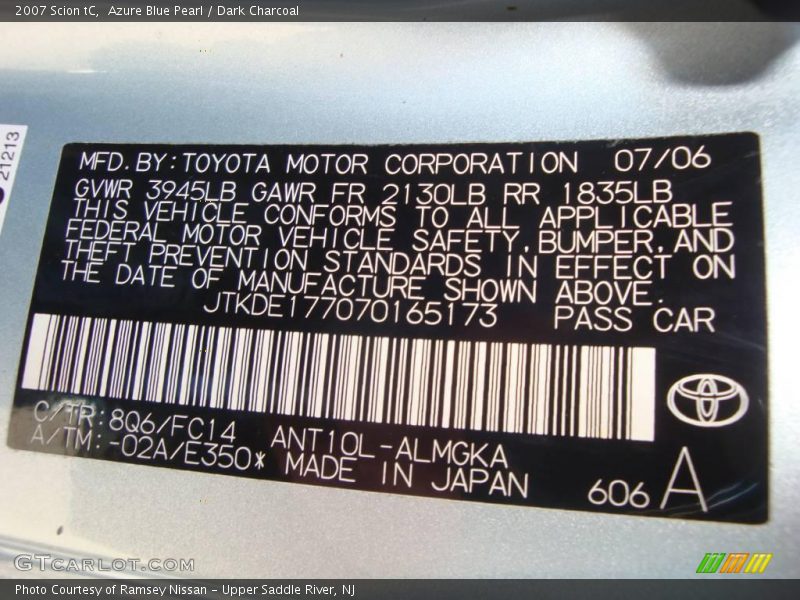 2007 Scion tC,  Azure Blue Pearl / Dark Charcoal
21213
MFD. BY: TOYOTA MOTOR CORPORATION 07/06
GVWR 3945LB GAWR FR 2130LB RR 1835LB
THIS VEHICLE CONFORMS TO ALL APPLICABLE
FEDERAL MOTOR VEHICLE SAFETY, BUMPER, AND
THEFT PREVENTION STANDARDS IN EFFECT ON
THE DATE OF MANUFACTURE SHOWN ABOVE.
JTKDE177070165173 PASS CAR
C/TR: 8Q6/FC14 ANT10L-ALMGKA
A/TM: -02A/E350* MADE IN JAPAN
606 A
GTCARLOT.COM
Photo Courtesy of Ramsey Nissan - Upper Saddle River, NJ